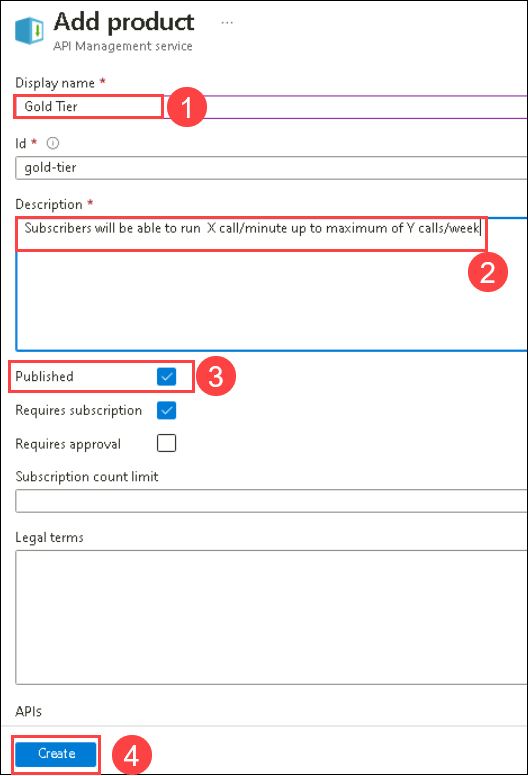 Add product ...
API Management service
Display name *
Gold Tier
1
Id *
gold-tier
Description *
Subscribers will be able to run  X call/minute up to maximum of Y calls/week
2
Published
3
Requires subscription
Requires approval
Subscription count limit
Legal terms
APIs
Create
4